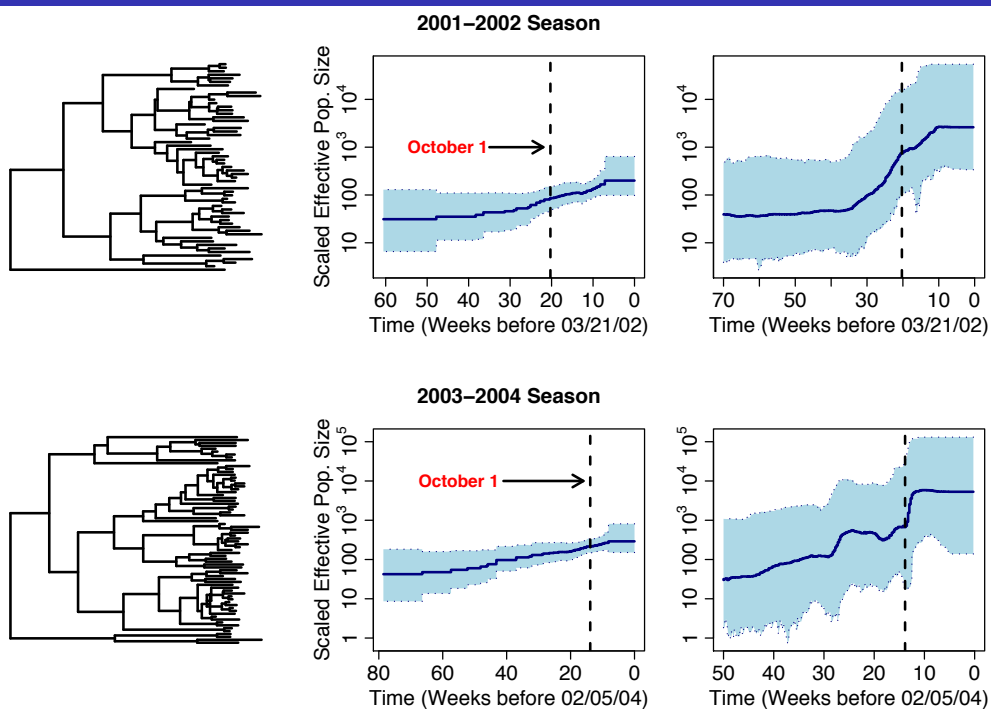 2001–2002 Season
Scaled Effective Pop. Size
10 100 10³ 10⁴
October 1
60 50 40 30 20 10 0
Time (Weeks before 03/21/02)
10 100 10³ 10⁴
70 50 30 10 0
Time (Weeks before 03/21/02)
2003–2004 Season
Scaled Effective Pop. Size
1 10 100 10³ 10⁴ 10⁵
October 1
80 60 40 20 0
Time (Weeks before 02/05/04)
1 10 100 10³ 10⁴ 10⁵
50 40 30 20 10 0
Time (Weeks before 02/05/04)